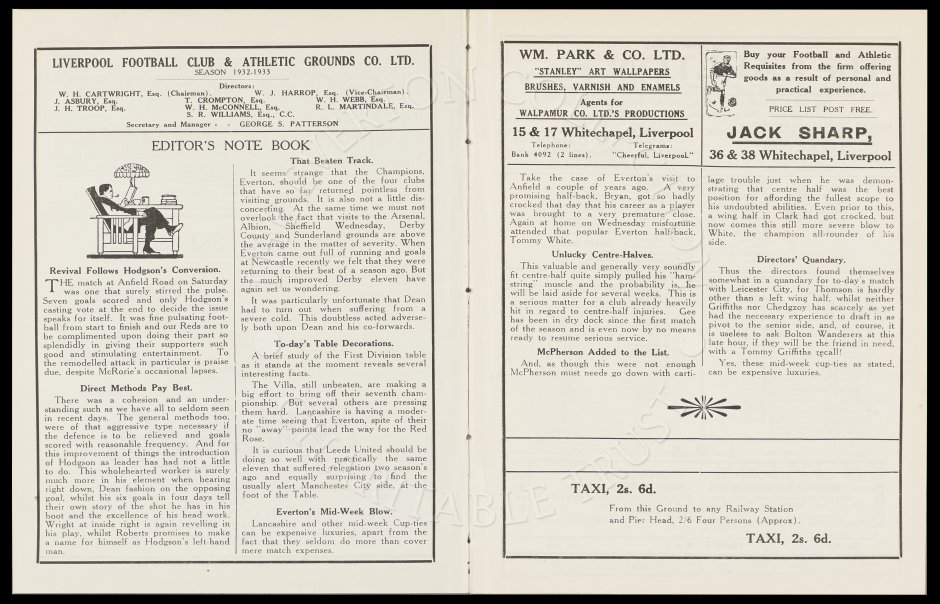 LIVERPOOL FOOTBALL CLUB & ATHLETIC GROUNDS CO. LTD.
SEASON 1932-1933
Directors:
W. H. CARTWRIGHT, Esq. (Chairman), W. J. HARROP, Esq. (Vice-Chairman).
J. ASBURY, Esq. T. CROMPTON, Esq. W. H. WEBB, Esq.
J. H. TROOP, Esq. W. H. McCONNELL, Esq. R. L. MARTINDALE, Esq.
S. R. WILLIAMS, Esq., C.C.
Secretary and Manager - - GEORGE S. PATTERSON
EDITOR'S NOTE BOOK
Revival Follows Hodgson's Conversion.
THE match at Anfield Road on Saturday
was one that surely stirred the pulse.
Seven goals scored and only Hodgson's
casting vote at the end to decide the issue
speaks for itself. It was fine pulsating foot-
ball from start to finish and our Reds are to
be complimented upon doing their part so
splendidly in giving their supporters such
good and stimulating entertainment. To
the remodelled attack in particular is praise
due, despite McRorie's occasional lapses.
Direct Methods Pay Best.
There was a cohesion and an under-
standing such as we have all to seldom seen
in recent days. The general methods too,
were of that aggressive type necessary if
the defence is to be relieved and goals
scored with reasonable frequency. And for
this improvement of things the introduction
of Hodgson as leader has had not a little
to do. This wholehearted worker is surely
much more in his element when bearing
right down, Dean fashion on the opposing
goal, whilst his six goals in four days tell
their own story of the shot he has in his
boot and the excellence of his head work.
Wright at inside right is again revelling in
his play, whilst Roberts promises to make
a name for himself as Hodgson's left-hand
man.
That Beaten Track.
It seems strange that the Champions,
Everton, should be one of the four clubs
that have so far returned pointless from
visiting grounds. It is also not a little dis-
concerting. At the same time we must not
overlook the fact that visits to the Arsenal,
Albion, Sheffield Wednesday, Derby
County and Sunderland grounds are above
the average in the matter of severity. When
Everton came out full of running and goals
at Newcastle recently we felt that they were
returning to their best of a season ago. But
the much improved Derby eleven have
again set us wondering.
It was particularly unfortunate that Dean
had to turn out when suffering from a
severe cold. This doubtless acted adverse-
ly both upon Dean and his co-forwards.
To-day's Table Decorations.
A brief study of the First Division table
as it stands at the moment reveals several
interesting facts.
The Villa, still unbeaten, are making a
big effort to bring off their seventh cham-
pionship. But several others are pressing
them hard. Lancashire is having a moder-
ate time seeing that Everton, spite of their
no "away" points lead the way for the Red
Rose.
It is curious that Leeds United should be
doing so well with practically the same
eleven that suffered relegation two season's
ago and equally surprising to find the
usually alert Manchester City side, at the
foot of the Table.
Everton's Mid-Week Blow.
Lancashire and other mid-week Cup-ties
can be expensive luxuries, apart from the
fact that they seldom do more than cover
mere match expenses.
WM. PARK & CO. LTD.
"STANLEY" ART WALLPAPERS
BRUSHES, VARNISH AND ENAMELS
Agents for
WALPAMUR CO. LTD.'S PRODUCTIONS
15 & 17 Whitechapel, Liverpool
Telephone: Telegrams:
Bank 4092 (2 lines). "Cheerful, Liverpool."
Buy your Football and Athletic
Requisites from the firm offering
goods as a result of personal and
practical experience.
PRICE LIST POST FREE.
JACK SHARP,
36 & 38 Whitechapel, Liverpool
Take the case of Everton's visit to
Anfield a couple of years ago. A very
promising half-back, Bryan, got so badly
crocked that day that his career as a player
was brought to a very premature close.
Again at home on Wednesday misfortune
attended that popular Everton half-back,
Tommy White.
Unlucky Centre-Halves.
This valuable and generally very soundly
fit centre-half quite simply pulled his "ham-
string" muscle and the probability is, he
will be laid aside for several weeks. This is
a serious matter for a club already heavily
hit in regard to centre-half injuries. Gee
has been in dry dock since the first match
of the season and is even now by no means
ready to resume serious service.
McPherson Added to the List.
And, as though this were not enough
McPherson must needs go down with carti-
lage trouble just when he was demon-
strating that centre half was the best
position for affording the fullest scope to
his undoubted abilities. Even prior to this,
a wing half in Clark had got crocked, but
now comes this still more severe blow to
White, the champion all-rounder of his
side.
Directors' Quandary.
Thus the directors found themselves
somewhat in a quandary for to-day's match
with Leicester City, for Thomson is hardly
other than a left wing half, whilst neither
Griffiths nor Chedgzoy has scarcely as yet
had the necessary experience to draft in as
pivot to the senior side, and, of course, it
is useless to ask Bolton Wanderers at this
late hour, if they will be the friend in need,
with a Tommy Griffiths recall!
Yes, these mid-week cup-ties as stated,
can be expensive luxuries.
TAXI, 2s. 6d.
From this Ground to any Railway Station
and Pier Head, 2/6 Four Persons (Approx).
TAXI, 2s. 6d.